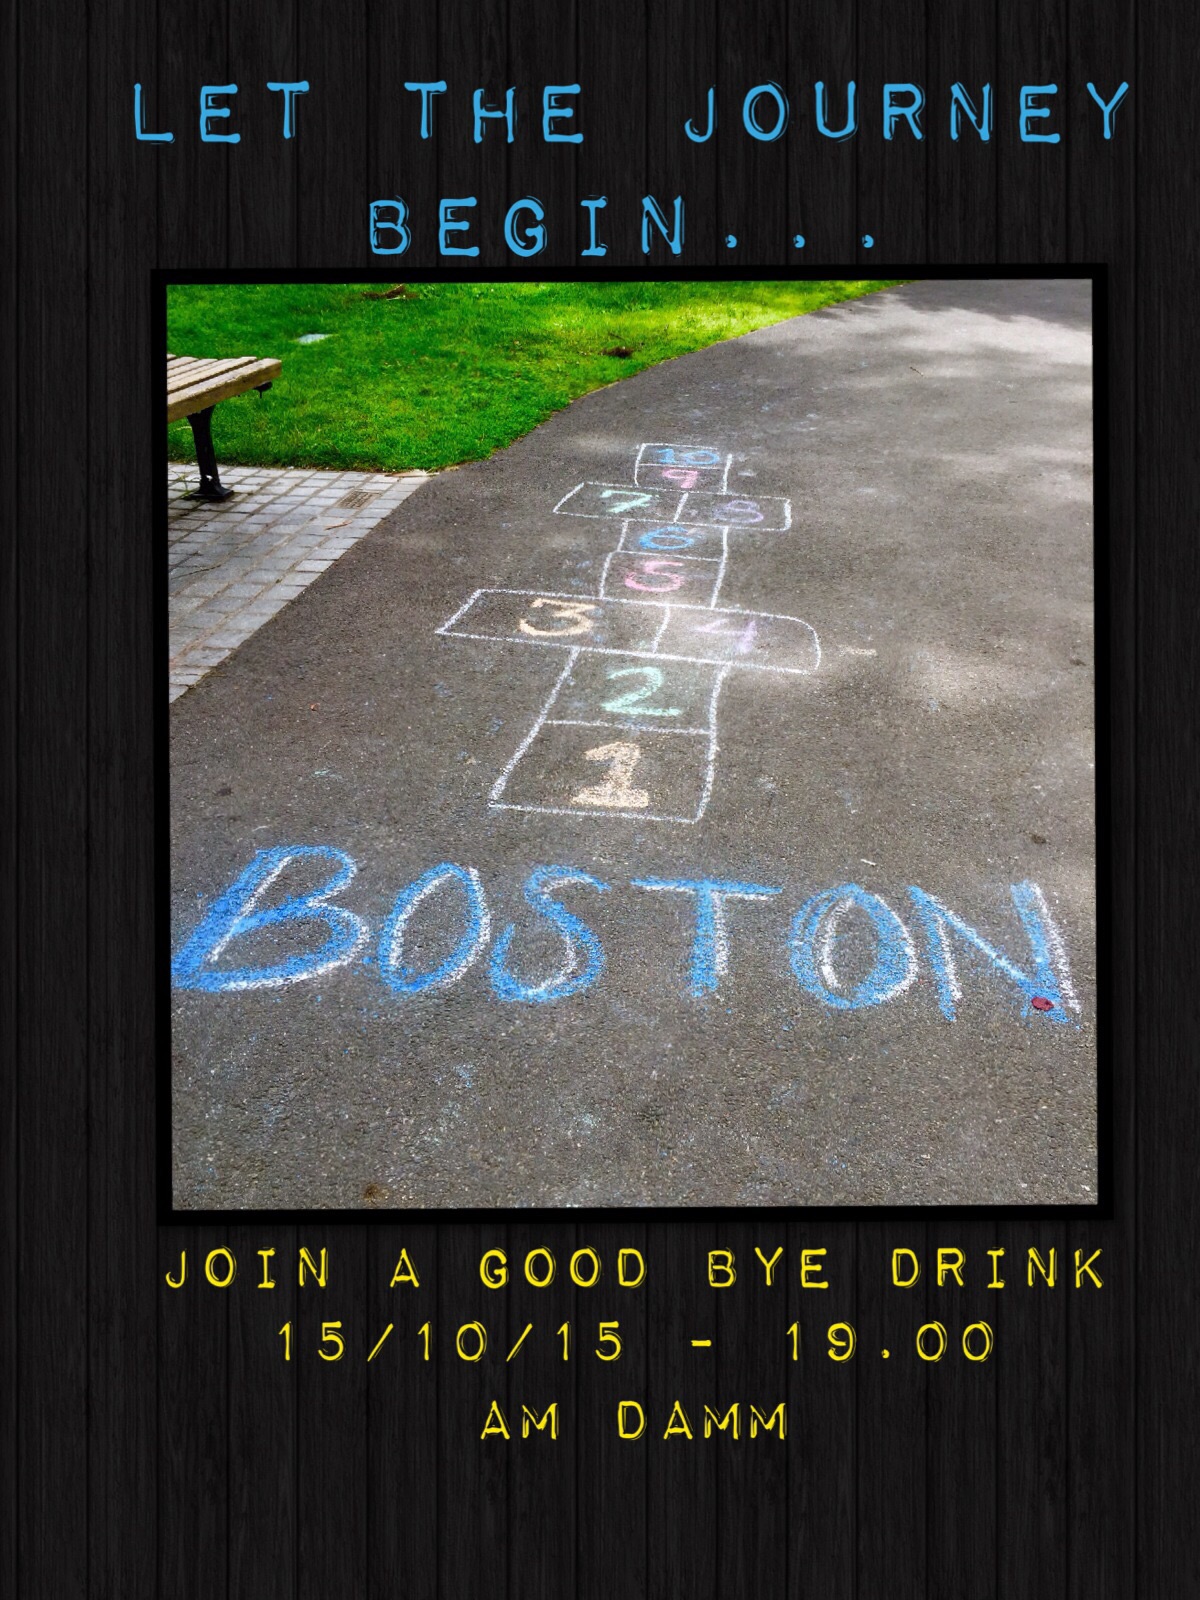 LET THE JOURNEY
BEGIN...
10
9
7 8
6
5
3 4
2
1
BOSTON
JOIN A GOOD BYE DRINK
15/10/15 - 19.00
AM DAMM